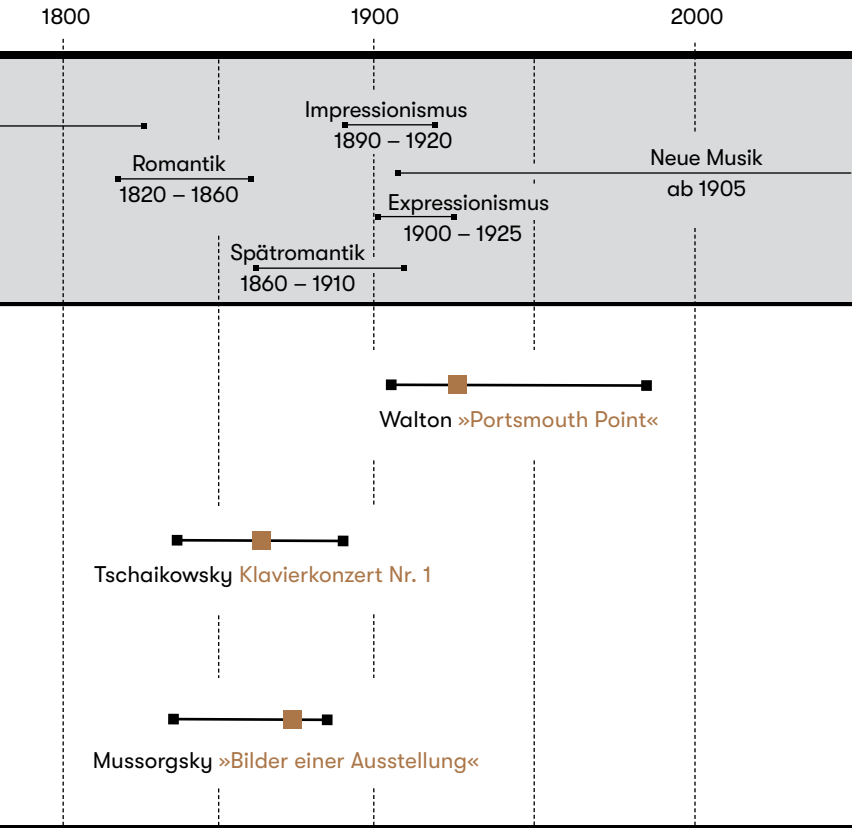 1800 1900 2000
Impressionismus
1890 – 1920
Romantik
1820 – 1860
Neue Musik
ab 1905
Expressionismus
1900 – 1925
Spätromantik
1860 – 1910
Walton »Portsmouth Point«
Tschaikowsky Klavierkonzert Nr. 1
Mussorgsky »Bilder einer Ausstellung«